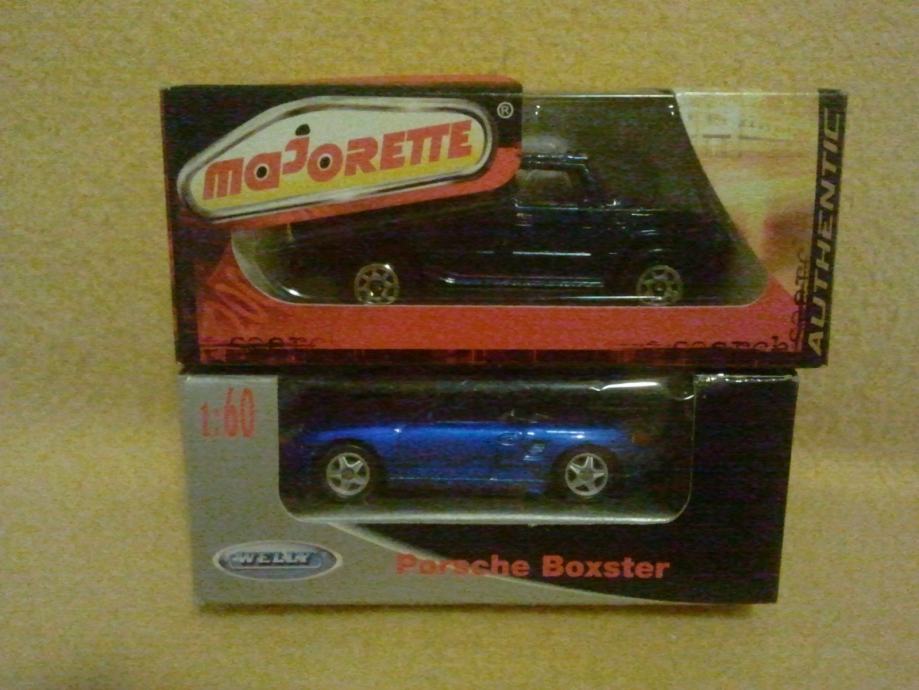 MAJORETTE ®
AUTHENTIC
1:60
WELLY
Porsche Boxster